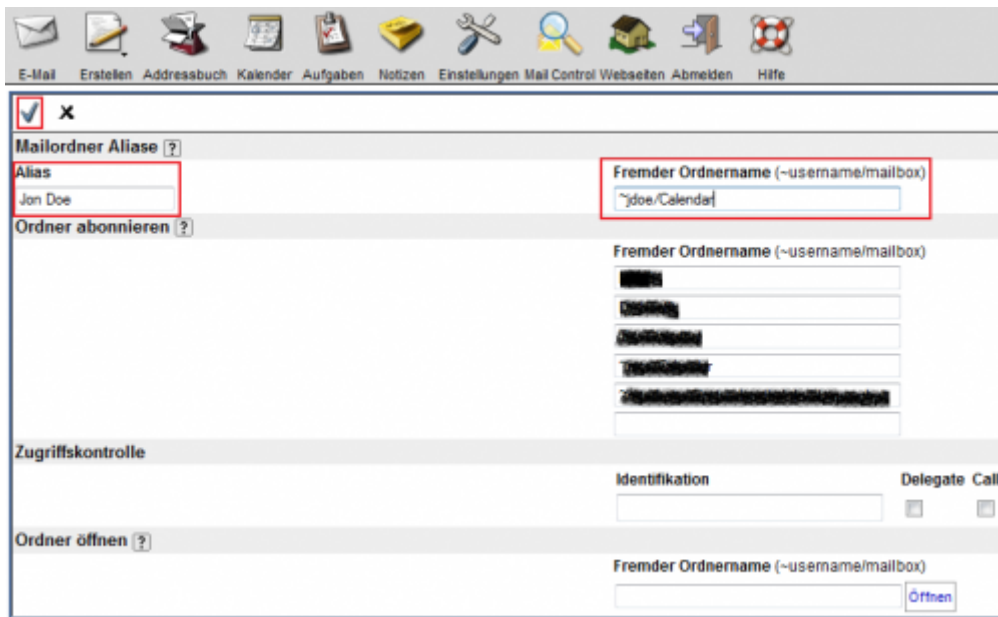 E-Mail Erstellen Addressbuch Kalender Aufgaben Notizen Einstellungen Mail Control Webseiten Abmelden Hilfe
Mailordner Aliase ?
Alias Fremder Ordnername (~username/mailbox)
Jon Doe ~jdoe/Calendar
Ordner abonnieren ?
Fremder Ordnername (~username/mailbox)
Zugriffskontrolle
Identifikation Delegate Call
Ordner öffnen ?
Fremder Ordnername (~username/mailbox)
Öffnen